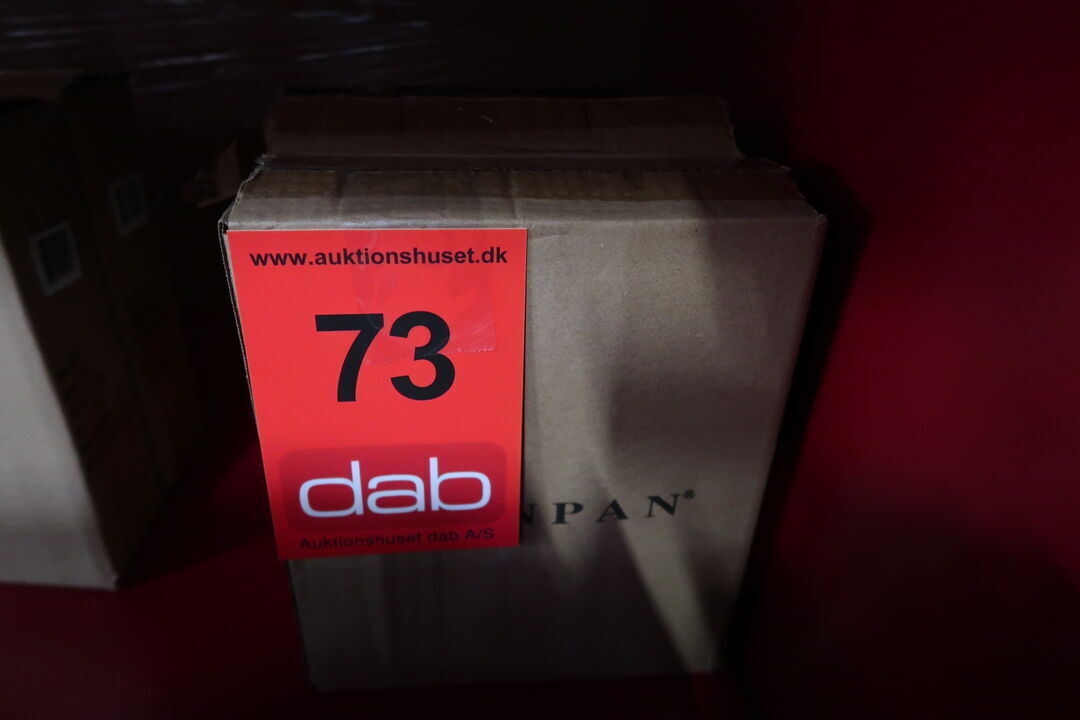 www.auktionshuset.dk
73
dab
Auktionshuset dab A/S
NPAN®